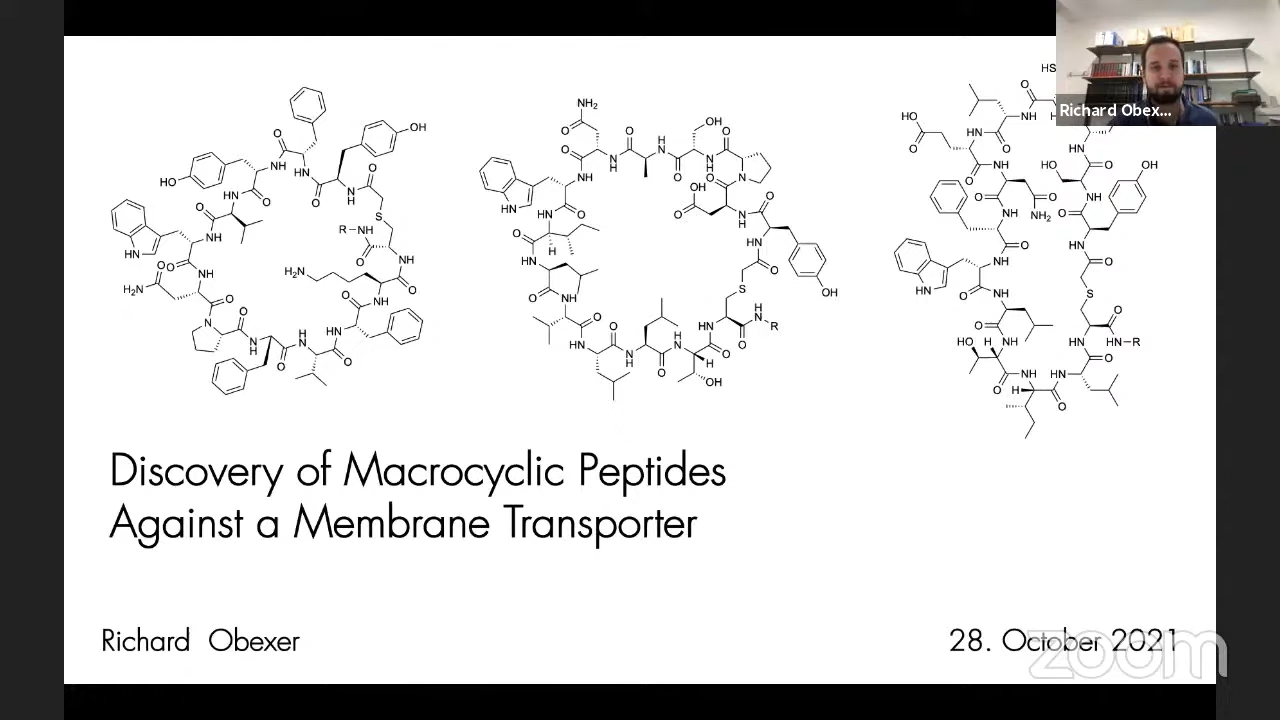 Richard Obex...
Discovery of Macrocyclic Peptides
Against a Membrane Transporter
Richard Obexer
28. October 2021
zoom